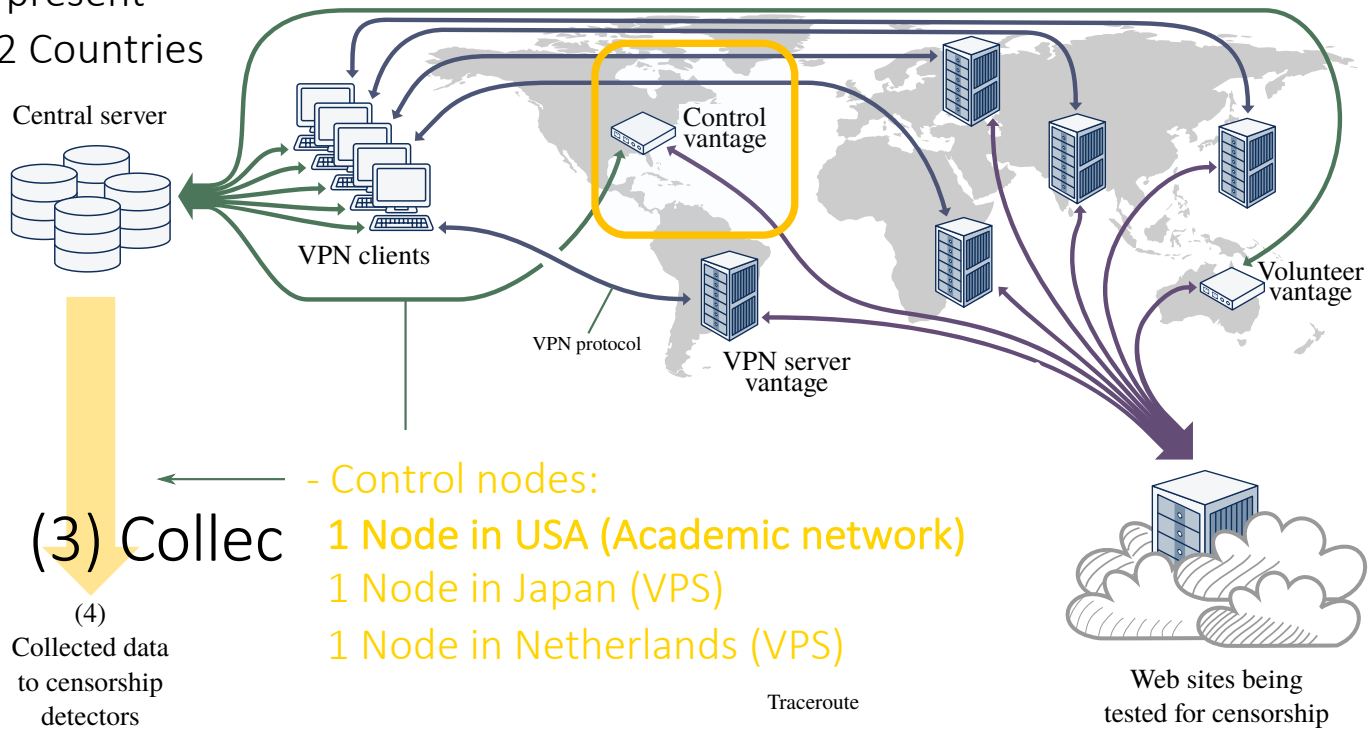 present
2 Countries
Central server
VPN clients
Control
vantage
Volunteer
vantage
VPN protocol
VPN server
vantage
- Control nodes:
1 Node in USA (Academic network)
1 Node in Japan (VPS)
1 Node in Netherlands (VPS)
(3) Collec
(4)
Collected data
to censorship
detectors
Traceroute
Web sites being
tested for censorship